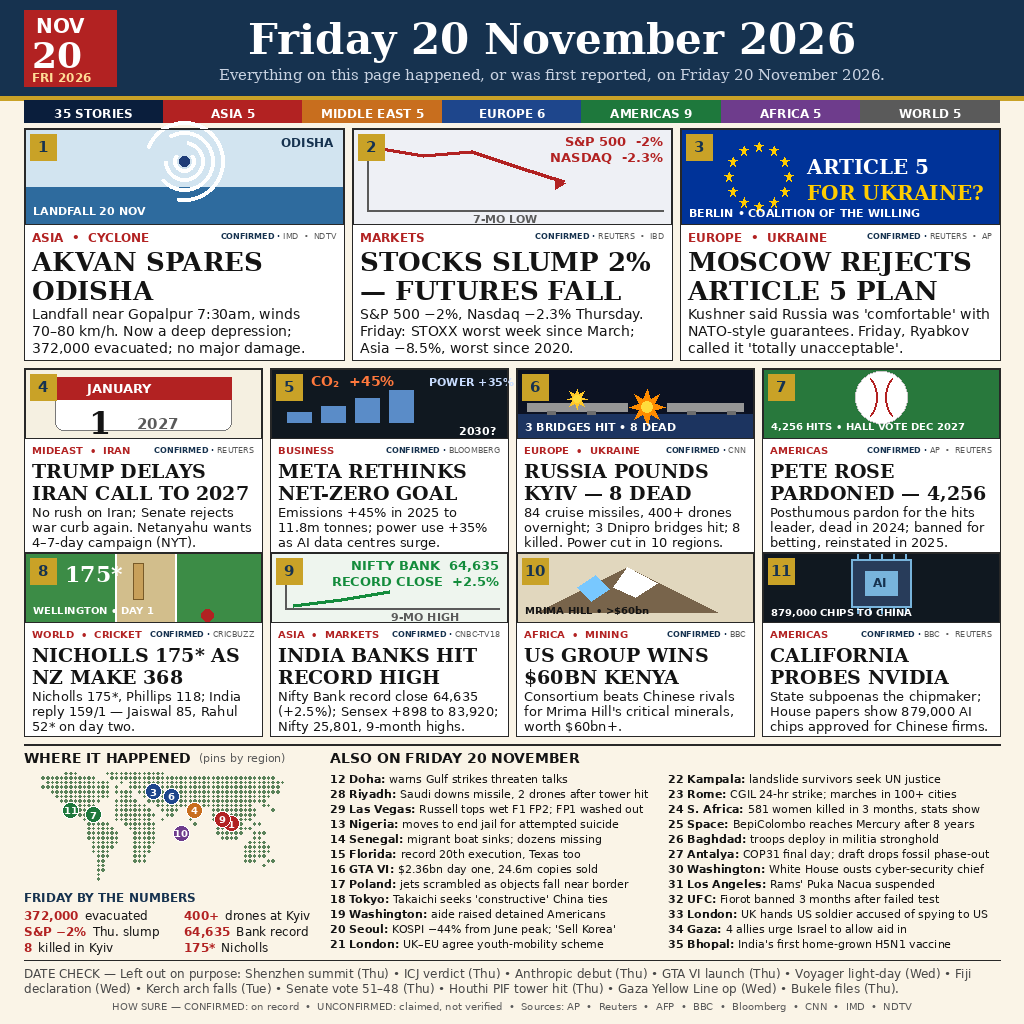 NOV
20
FRI 2026
Friday 20 November 2026
Everything on this page happened, or was first reported, on Friday 20 November 2026.
35 STORIES
ASIA 5
MIDDLE EAST 5
EUROPE 6
AMERICAS 9
AFRICA 5
WORLD 5
1
ODISHA
LANDFALL 20 NOV
ASIA • CYCLONE
CONFIRMED · IMD • NDTV
AKVAN SPARES
ODISHA
Landfall near Gopalpur 7:30am, winds
70–80 km/h. Now a deep depression;
372,000 evacuated; no major damage.
2
S&P 500 -2%
NASDAQ -2.3%
7-MO LOW
MARKETS
CONFIRMED · REUTERS • IBD
STOCKS SLUMP 2%
— FUTURES FALL
S&P 500 −2%, Nasdaq −2.3% Thursday.
Friday: STOXX worst week since March;
Asia −8.5%, worst since 2020.
3
ARTICLE 5
FOR UKRAINE?
BERLIN • COALITION OF THE WILLING
EUROPE • UKRAINE
CONFIRMED · REUTERS • AP
MOSCOW REJECTS
ARTICLE 5 PLAN
Kushner said Russia was 'comfortable' with
NATO-style guarantees. Friday, Ryabkov
called it 'totally unacceptable'.
4
JANUARY
1
2027
MIDEAST • IRAN
CONFIRMED · REUTERS
TRUMP DELAYS
IRAN CALL TO 2027
No rush on Iran; Senate rejects
war curb again. Netanyahu wants
4–7-day campaign (NYT).
5
CO₂ +45%
POWER +35%
2030?
BUSINESS
CONFIRMED · BLOOMBERG
META RETHINKS
NET-ZERO GOAL
Emissions +45% in 2025 to
11.8m tonnes; power use +35%
as AI data centres surge.
6
3 BRIDGES HIT • 8 DEAD
EUROPE • UKRAINE
CONFIRMED · CNN
RUSSIA POUNDS
KYIV — 8 DEAD
84 cruise missiles, 400+ drones
overnight; 3 Dnipro bridges hit; 8
killed. Power cut in 10 regions.
7
4,256 HITS • HALL VOTE DEC 2027
AMERICAS
CONFIRMED · AP • REUTERS
PETE ROSE
PARDONED — 4,256
Posthumous pardon for the hits
leader, dead in 2024; banned for
betting, reinstated in 2025.
8
175*
WELLINGTON • DAY 1
WORLD • CRICKET
CONFIRMED · CRICBUZZ
NICHOLLS 175* AS
NZ MAKE 368
Nicholls 175*, Phillips 118; India
reply 159/1 — Jaiswal 85, Rahul
52* on day two.
9
NIFTY BANK 64,635
RECORD CLOSE +2.5%
9-MO HIGH
ASIA • MARKETS
CONFIRMED · CNBC-TV18
INDIA BANKS HIT
RECORD HIGH
Nifty Bank record close 64,635
(+2.5%); Sensex +898 to 83,920;
Nifty 25,801, 9-month highs.
10
MRIMA HILL • >$60bn
AFRICA • MINING
CONFIRMED · BBC
US GROUP WINS
$60BN KENYA
Consortium beats Chinese rivals
for Mrima Hill's critical minerals,
worth $60bn+.
11
AI
879,000 CHIPS TO CHINA
AMERICAS
CONFIRMED · BBC • REUTERS
CALIFORNIA
PROBES NVIDIA
State subpoenas the chipmaker;
House papers show 879,000 AI
chips approved for Chinese firms.
WHERE IT HAPPENED (pins by region)
3
6
11
7
4
9
1
10
FRIDAY BY THE NUMBERS
372,000 evacuated
400+ drones at Kyiv
S&P −2% Thu. slump
64,635 Bank record
8 killed in Kyiv
175* Nicholls
ALSO ON FRIDAY 20 NOVEMBER
12 Doha: warns Gulf strikes threaten talks
28 Riyadh: Saudi downs missile, 2 drones after tower hit
29 Las Vegas: Russell tops wet F1 FP2; FP1 washed out
13 Nigeria: moves to end jail for attempted suicide
14 Senegal: migrant boat sinks; dozens missing
15 Florida: record 20th execution, Texas too
16 GTA VI: $2.36bn day one, 24.6m copies sold
17 Poland: jets scrambled as objects fall near border
18 Tokyo: Takaichi seeks 'constructive' China ties
19 Washington: aide raised detained Americans
20 Seoul: KOSPI −44% from June peak; 'Sell Korea'
21 London: UK–EU agree youth-mobility scheme
22 Kampala: landslide survivors seek UN justice
23 Rome: CGIL 24-hr strike; marches in 100+ cities
24 S. Africa: 581 women killed in 3 months, stats show
25 Space: BepiColombo reaches Mercury after 8 years
26 Baghdad: troops deploy in militia stronghold
27 Antalya: COP31 final day; draft drops fossil phase-out
30 Washington: White House ousts cyber-security chief
31 Los Angeles: Rams' Puka Nacua suspended
32 UFC: Fiorot banned 3 months after failed test
33 London: UK hands US soldier accused of spying to US
34 Gaza: 4 allies urge Israel to allow aid in
35 Bhopal: India's first home-grown H5N1 vaccine
DATE CHECK — Left out on purpose: Shenzhen summit (Thu) • ICJ verdict (Thu) • Anthropic debut (Thu) • GTA VI launch (Thu) • Voyager light-day (Wed) • Fiji
declaration (Wed) • Kerch arch falls (Tue) • Senate vote 51–48 (Thu) • Houthi PIF tower hit (Thu) • Gaza Yellow Line op (Wed) • Bukele files (Thu).
HOW SURE — CONFIRMED: on record • UNCONFIRMED: claimed, not verified • Sources: AP • Reuters • AFP • BBC • Bloomberg • CNN • IMD • NDTV